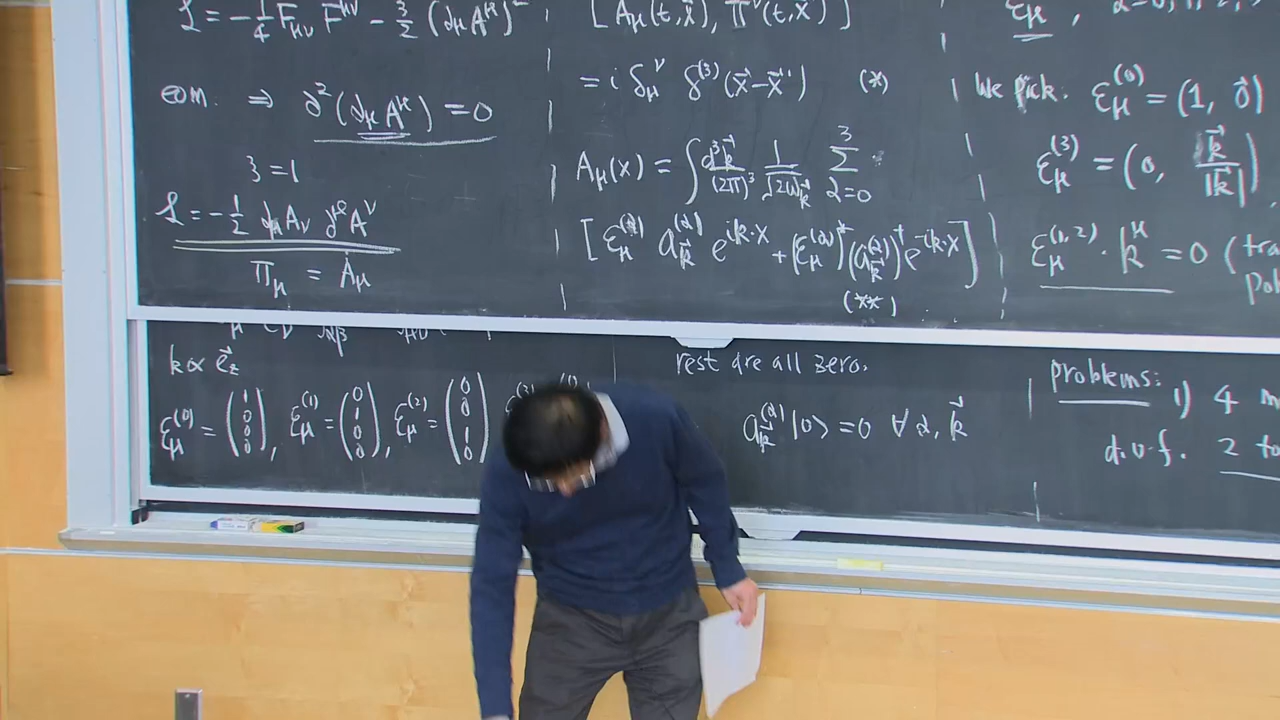 ℒ = -1/4 F_μν F^μν - ξ/2 (∂_μ A^μ)²
eom. ⇒ ∂²(∂_μ A^μ) = 0
ξ = 1
ℒ = -1/2 ∂_μ A_ν ∂^μ A^ν
Π_μ = Ȧ_μ
[A_μ(t,x⃗), Π^ν(t,x⃗')]
= i δ_μ^ν δ^(3)(x⃗-x⃗') (*)
A_μ(x) = ∫ d³k⃗/(2π)³ 1/√2ω_k⃗ Σ_{α=0}^{3}
[ε_μ^(α) a_k⃗^(α) e^{ik·x} + (ε_μ^(α))^* (a_k⃗^(α))^† e^{-ik·x}]
(**)
ε_μ
We pick. ε_μ^(0) = (1, 0⃗)
ε_μ^(3) = (0, k⃗/|k⃗|)
ε_μ^(1,2) · k^μ = 0 (
k ∝ e⃗_z
ε_μ^(0) = (1 0 0 0), ε_μ^(1) = (0 1 0 0), ε_μ^(2) = (0 0 1 0)
rest are all zero.
a_k⃗^(α) |0> = 0 ∀ α, k⃗
problems: 1) 4
d.o.f. 2